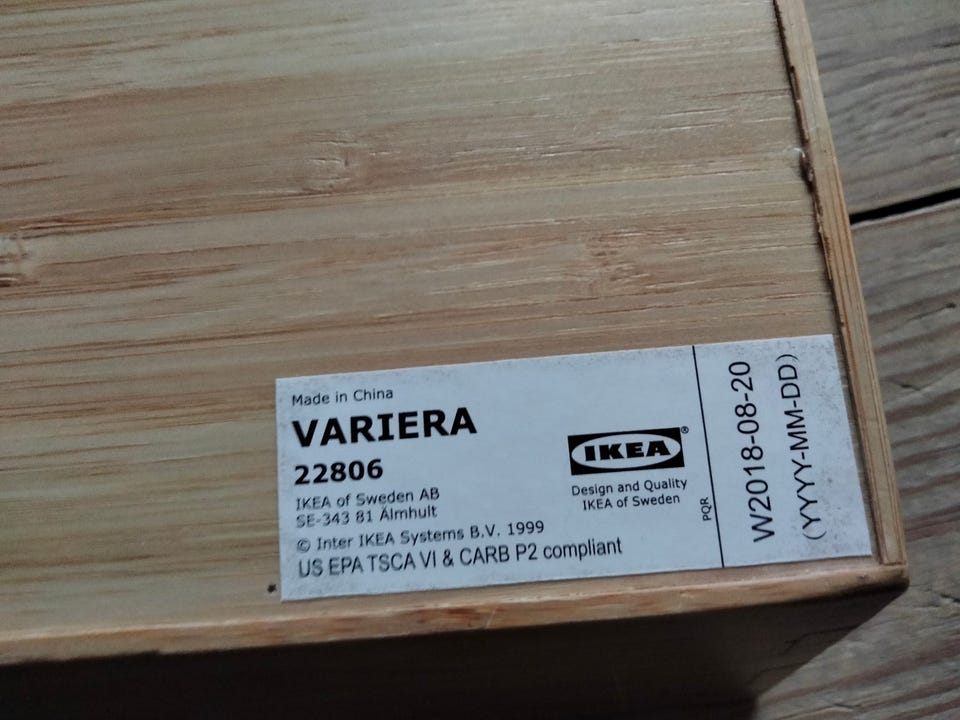 Made in China
VARIERA
22806
IKEA of Sweden AB
SE-343 81 Älmhult
© Inter IKEA Systems B.V. 1999
US EPA TSCA VI & CARB P2 compliant
IKEA®
Design and Quality
IKEA of Sweden
PQR
W2018-08-20
(YYYY-MM-DD)